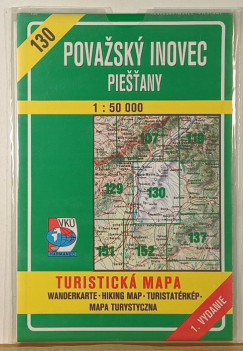 130
POVAŽSKÝ INOVEC
PIEŠŤANY
1 : 50 000
107
129
130
137
151
152
VKÚ
TURISTICKÁ MAPA
WANDERKARTE·HIKING MAP·TURISTATÉRKÉP·
MAPA TURYSTYCZNA
1. VYDANIE